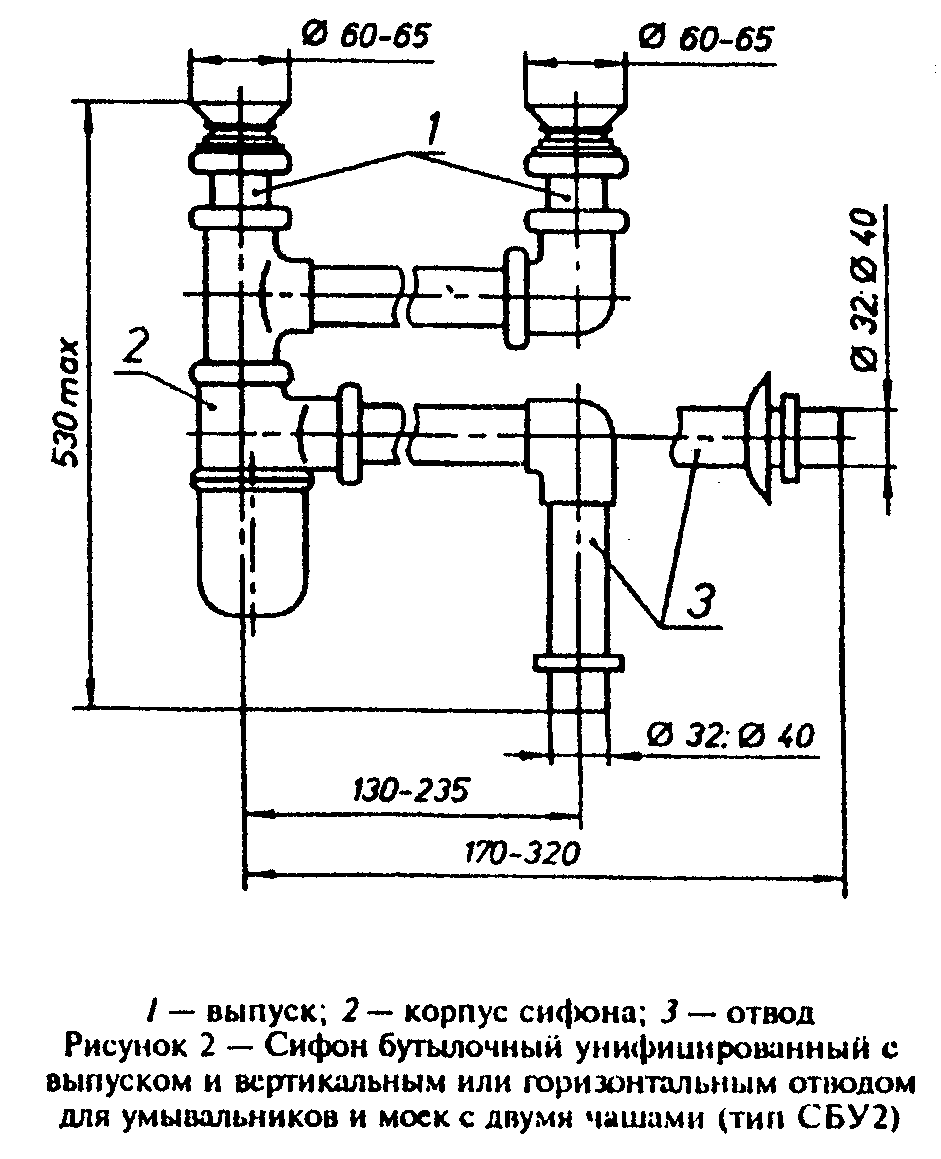 Ø 60-65
Ø 60-65
1
Ø 32: Ø 40
2
530 max
3
Ø 32: Ø 40
130-235
170-320
1 — выпуск; 2 — корпус сифона; 3 — отвод
Рисунок 2 — Сифон бутылочный унифицированный с
выпуском и вертикальным или горизонтальным отводом
для умывальников и моек с двумя чашами (тип СБУ2)